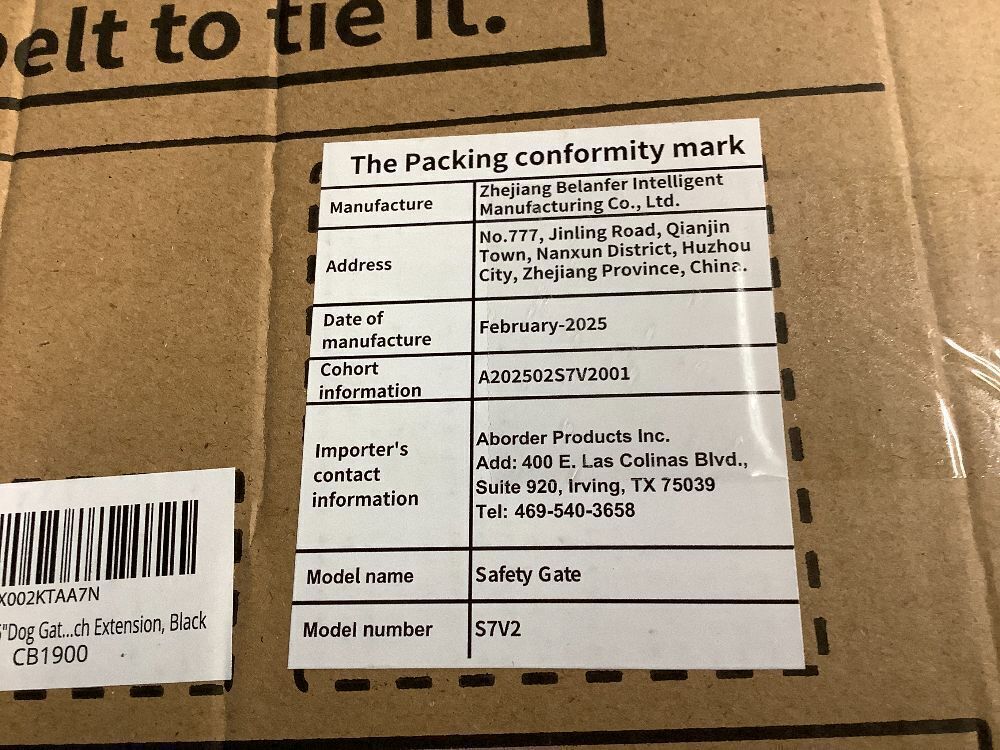 elt to tie it.
The Packing conformity mark
Manufacture
Zhejiang Belanfer Intelligent
Manufacturing Co., Ltd.
Address
No.777, Jinling Road, Qianjin
Town, Nanxun District, Huzhou
City, Zhejiang Province, China.
Date of
manufacture
February-2025
Cohort
information
A202502S7V2001
Importer's
contact
information
Aborder Products Inc.
Add: 400 E. Las Colinas Blvd.,
Suite 920, Irving, TX 75039
Tel: 469-540-3658
Model name
Safety Gate
Model number
S7V2
X002KTAA7N
"Dog Gat...ch Extension, Black
CB1900